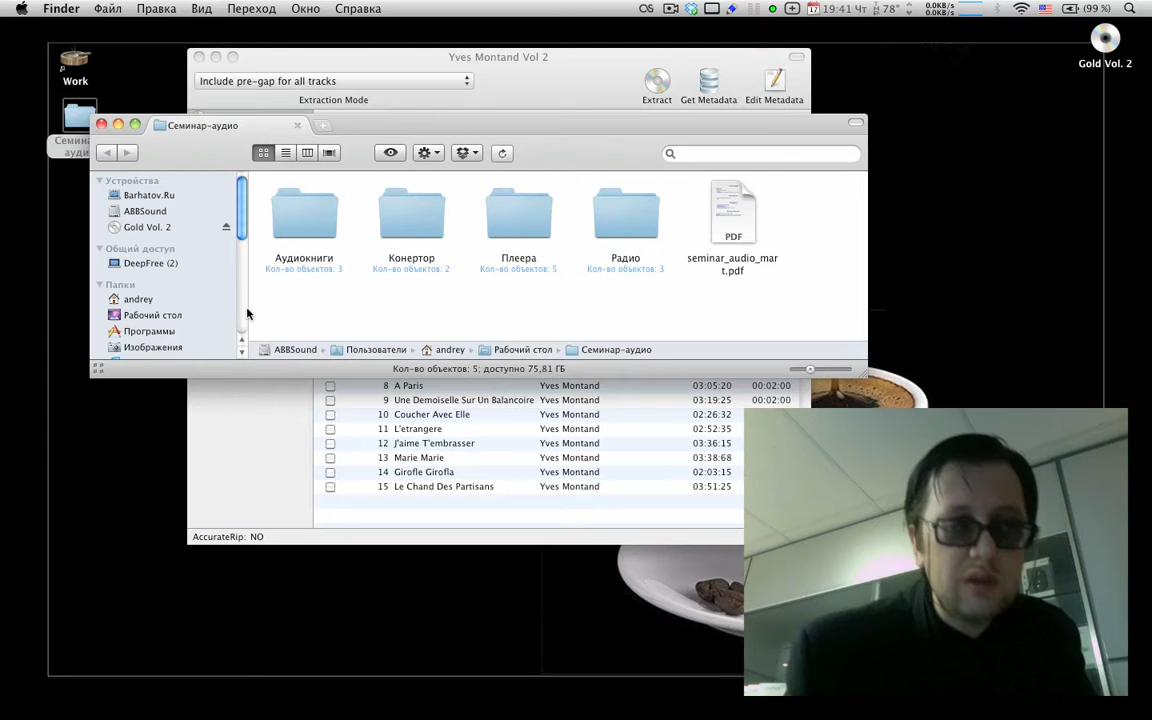 Finder Файл Правка Вид Переход Окно Справка
0.0KB/s
0.0KB/s
17 19:41 Чт 78° (99 %)
Work
Gold Vol. 2
Yves Montand Vol 2
Include pre-gap for all tracks
Extraction Mode
Extract Get Metadata Edit Metadata
Семинар-аудио
Устройства
Barhatov.Ru
ABBSound
Gold Vol. 2
Общий доступ
DeepFree (2)
Папки
andrey
Рабочий стол
Программы
Изображения
Аудиокниги
Кол-во объектов: 3
Конертор
Кол-во объектов: 2
Плеера
Кол-во объектов: 5
Радио
Кол-во объектов: 3
PDF
seminar_audio_mar
t.pdf
ABBSound Пользователи andrey Рабочий стол Семинар-аудио
Кол-во объектов: 5; доступно 75,81 ГБ
8 A Paris Yves Montand 03:05:20 00:02:00
9 Une Demoiselle Sur Un Balancoire Yves Montand 03:19:25 00:02:00
10 Coucher Avec Elle Yves Montand 02:26:32
11 L'etrangere Yves Montand 02:52:35
12 J'aime T'embrasser Yves Montand 03:36:15
13 Marie Marie Yves Montand 03:38:68
14 Girofle Girofla Yves Montand 02:03:15
15 Le Chand Des Partisans Yves Montand 03:51:25
AccurateRip: NO